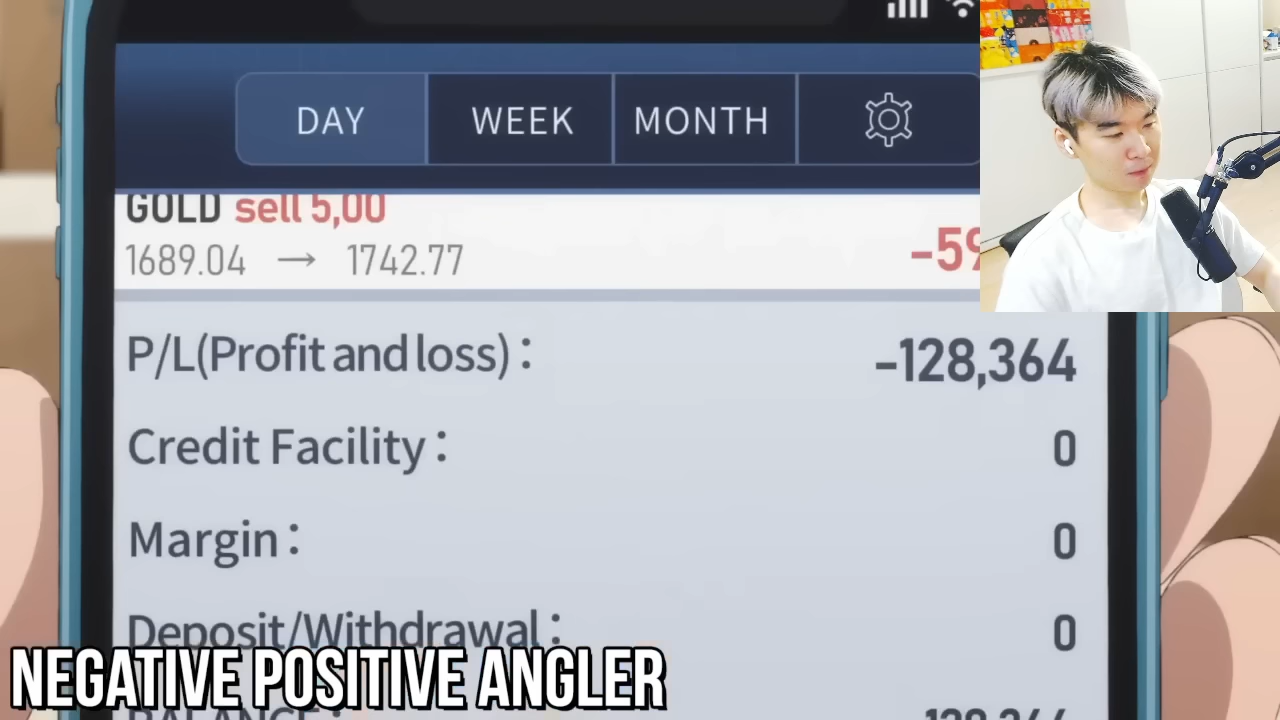 DAY WEEK MONTH
GOLD sell 5,00
1689.04 → 1742.77 -59
P/L(Profit and loss) : -128,364
Credit Facility : 0
Margin : 0
Deposit/Withdrawal : 0
NEGATIVE POSITIVE ANGLER